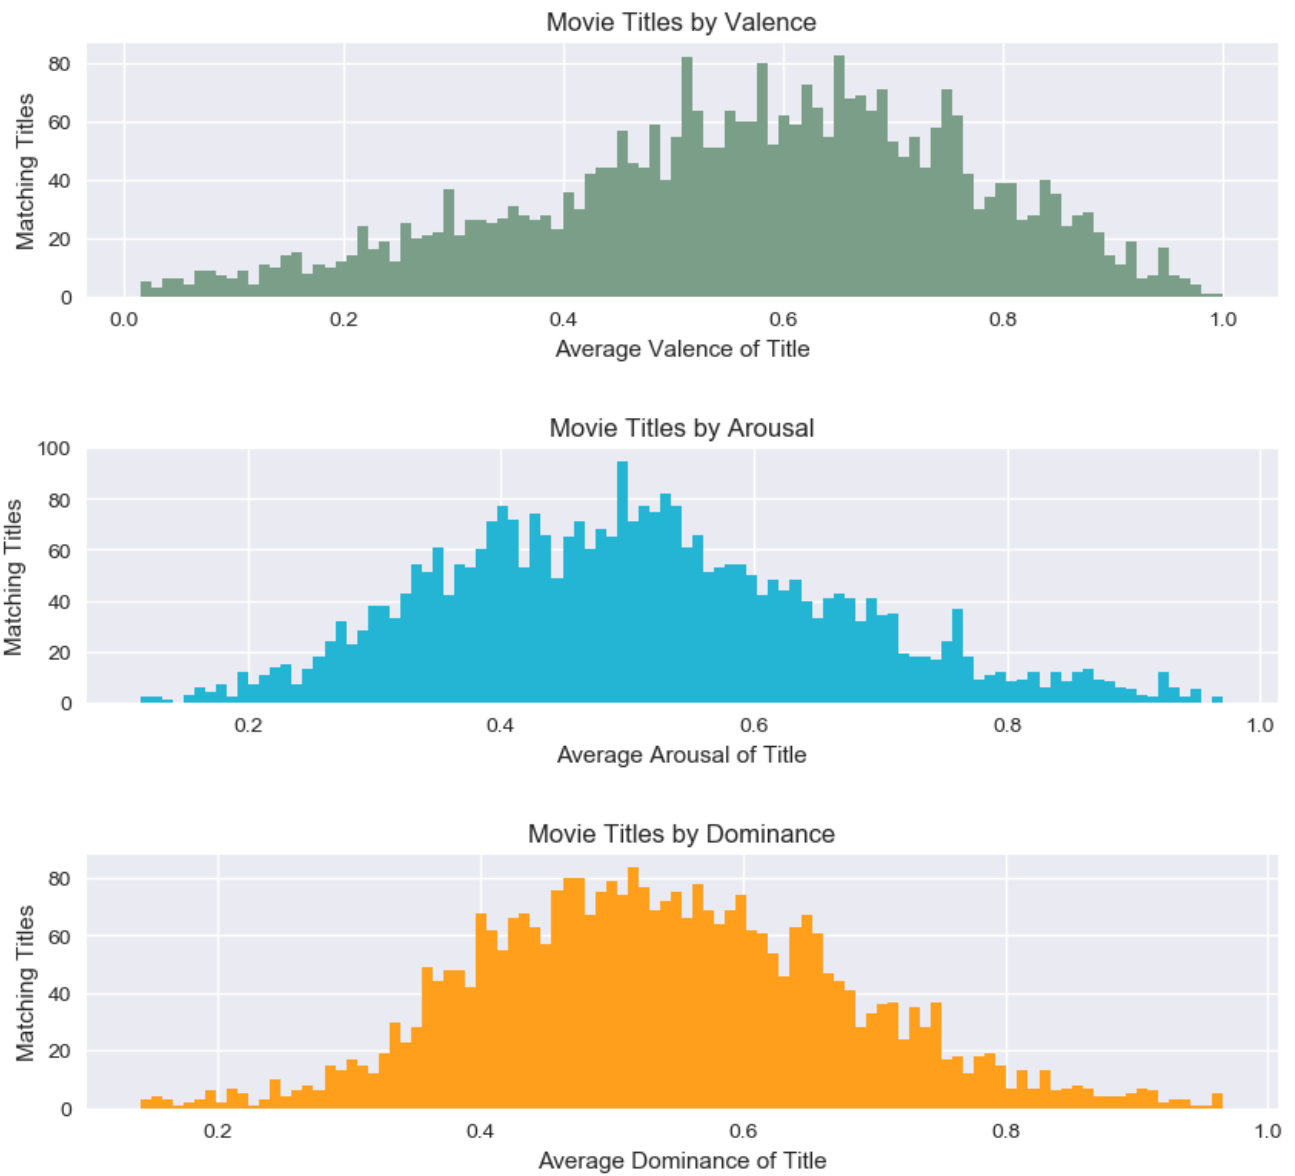 Movie Titles by Valence
80
60
40
20
0
Matching Titles
0.0 0.2 0.4 0.6 0.8 1.0
Average Valence of Title
Movie Titles by Arousal
100
80
60
40
20
0
Matching Titles
0.2 0.4 0.6 0.8 1.0
Average Arousal of Title
Movie Titles by Dominance
80
60
40
20
0
Matching Titles
0.2 0.4 0.6 0.8 1.0
Average Dominance of Title